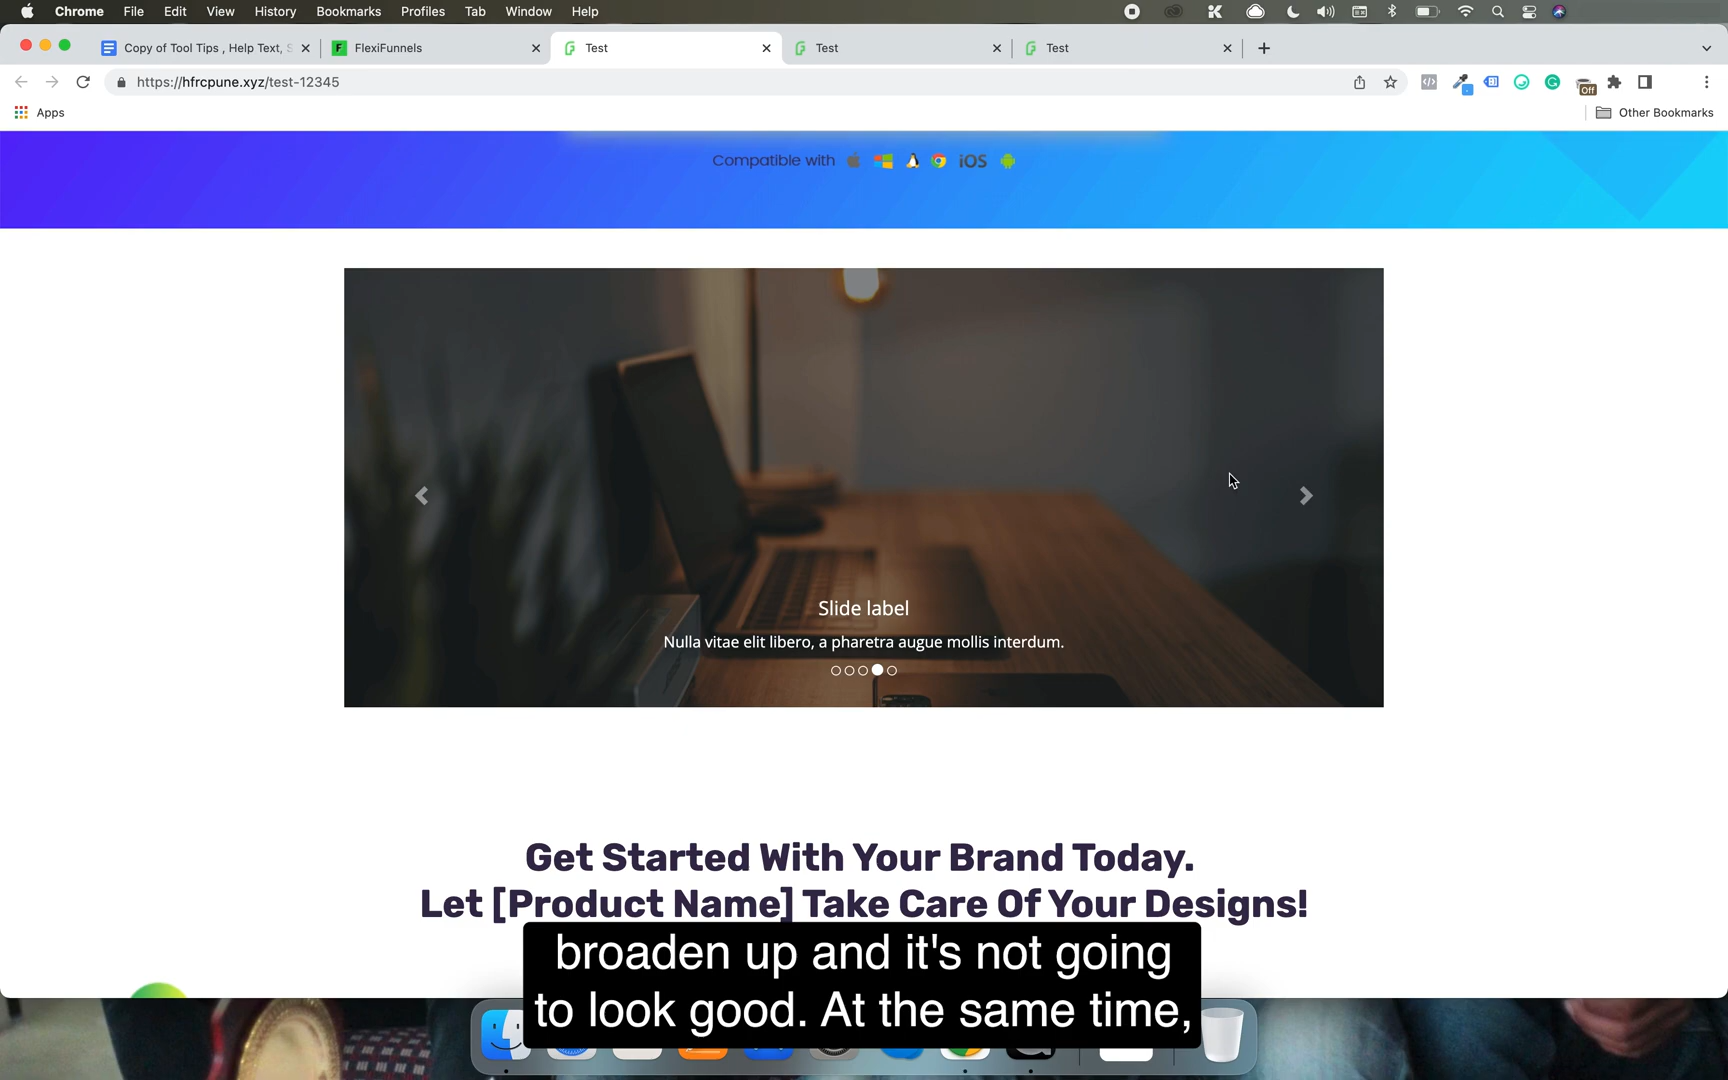 Chrome File Edit View History Bookmarks Profiles Tab Window Help
Copy of Tool Tips , Help Text, S
FlexiFunnels
Test
Test
Test
https://hfrcpune.xyz/test-12345
Off
Apps
Other Bookmarks
Compatible with iOS
Slide label
Nulla vitae elit libero, a pharetra augue mollis interdum.
Get Started With Your Brand Today.
Let [Product Name] Take Care Of Your Designs!
broaden up and it's not going
to look good. At the same time,